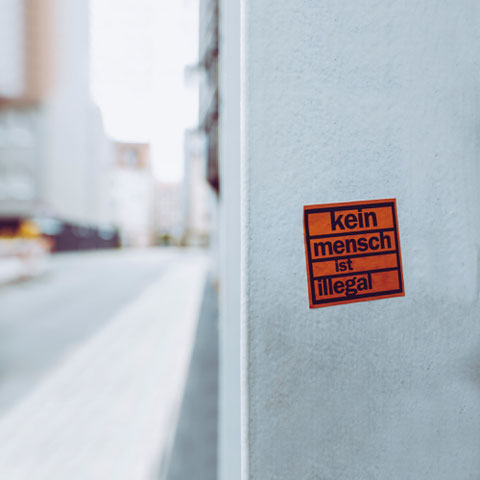 kein
mensch
ist
illegal